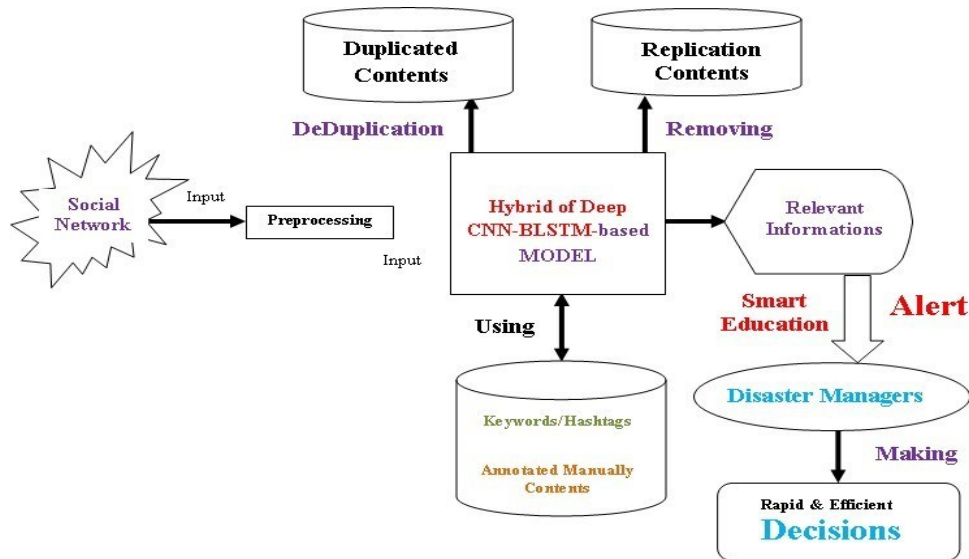 Duplicated
Contents
Replication
Contents
DeDuplication
Removing
Social
Network
Input
Preprocessing
Input
Hybrid of Deep
CNN-BLSTM-based
MODEL
Relevant
Informations
Using
Smart
Education
Alert
Keywords/Hashtags
Annotated Manually
Contents
Disaster Managers
Making
Rapid & Efficient
Decisions